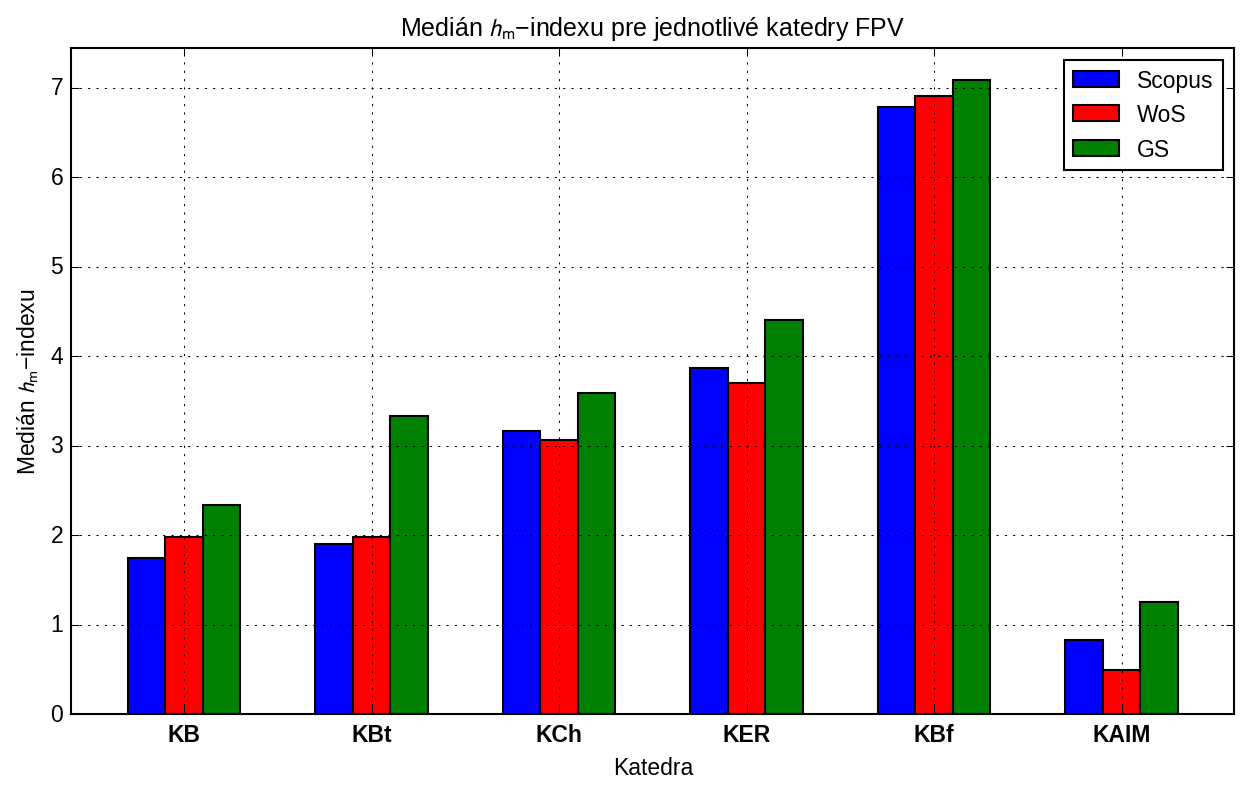 Medián hₘ−indexu pre jednotlivé katedry FPV
Scopus
WoS
GS
Medián hₘ−indexu
7
6
5
4
3
2
1
0
KB KBt KCh KER KBf KAIM
Katedra